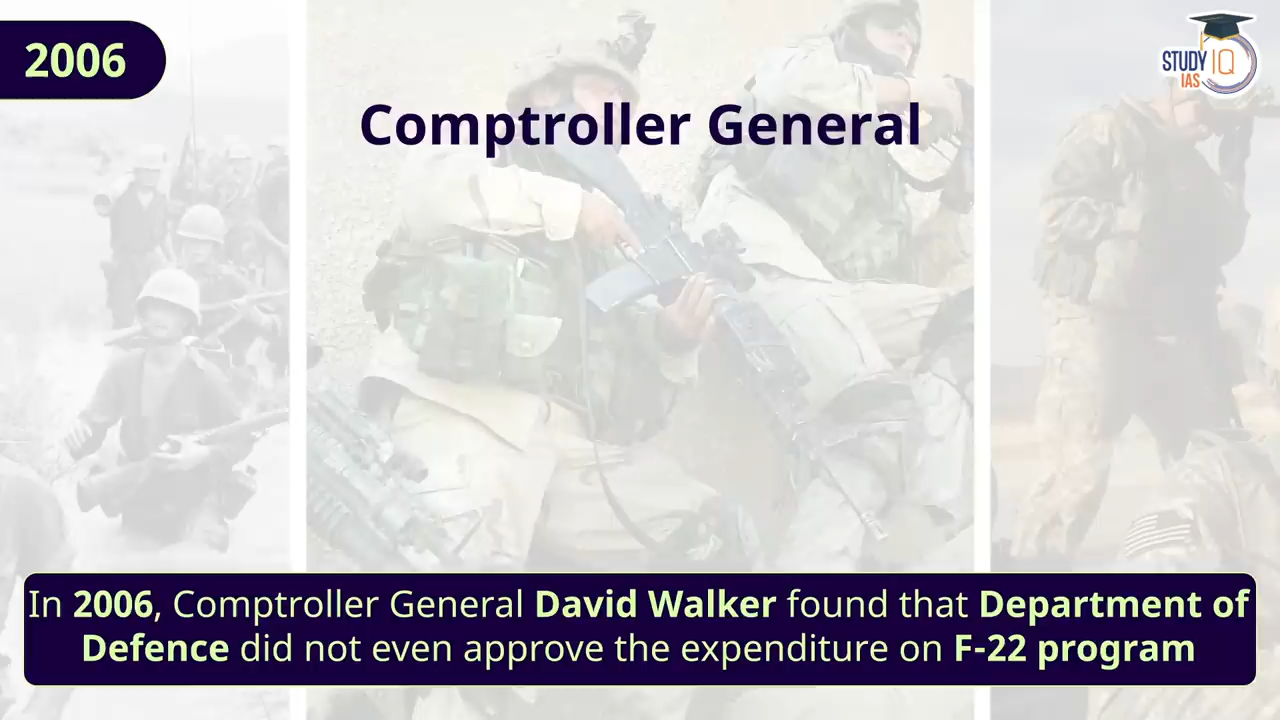 2006
STUDY IQ
IAS
Comptroller General
In 2006, Comptroller General David Walker found that Department of
Defence did not even approve the expenditure on F-22 program